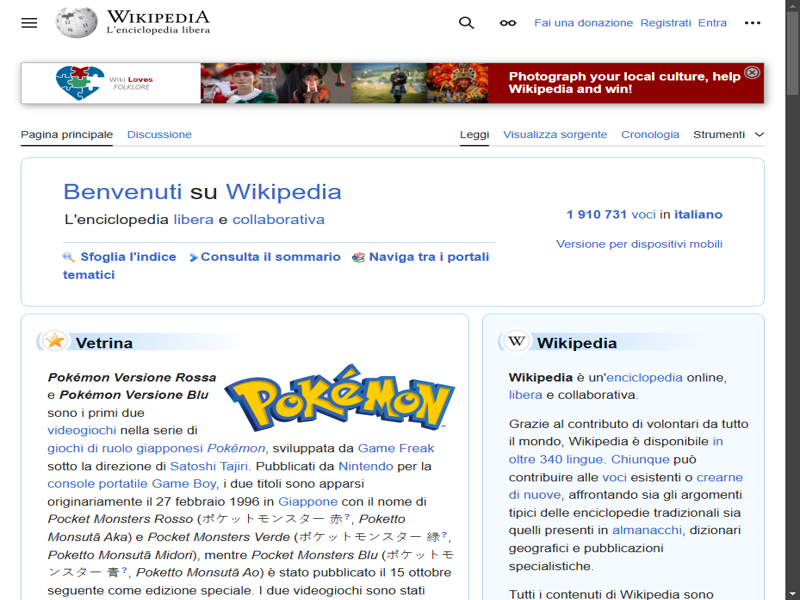 WIKIPEDIA
L'enciclopedia libera
Fai una donazione Registrati Entra
Wiki Loves
FOLKLORE
Photograph your local culture, help
Wikipedia and win!
Pagina principale Discussione
Leggi Visualizza sorgente Cronologia Strumenti
Benvenuti su Wikipedia
L'enciclopedia libera e collaborativa
1 910 731 voci in italiano
Versione per dispositivi mobili
Sfoglia l'indice Consulta il sommario Naviga tra i portali
tematici
Vetrina
POKÉMON
Pokémon Versione Rossa
e Pokémon Versione Blu
sono i primi due
videogiochi nella serie di
giochi di ruolo giapponesi Pokémon, sviluppata da Game Freak
sotto la direzione di Satoshi Tajiri. Pubblicati da Nintendo per la
console portatile Game Boy, i due titoli sono apparsi
originariamente il 27 febbraio 1996 in Giappone con il nome di
Pocket Monsters Rosso (ポケットモンスター 赤?, Poketto
Monsutā Aka) e Pocket Monsters Verde (ポケットモンスター 緑?,
Poketto Monsutā Midori), mentre Pocket Monsters Blu (ポケットモ
ンスター 青?, Poketto Monsutā Ao) è stato pubblicato il 15 ottobre
seguente come edizione speciale. I due videogiochi sono stati
W Wikipedia
Wikipedia è un'enciclopedia online,
libera e collaborativa.
Grazie al contributo di volontari da tutto
il mondo, Wikipedia è disponibile in
oltre 340 lingue. Chiunque può
contribuire alle voci esistenti o crearne
di nuove, affrontando sia gli argomenti
tipici delle enciclopedie tradizionali sia
quelli presenti in almanacchi, dizionari
geografici e pubblicazioni
specialistiche.
Tutti i contenuti di Wikipedia sono